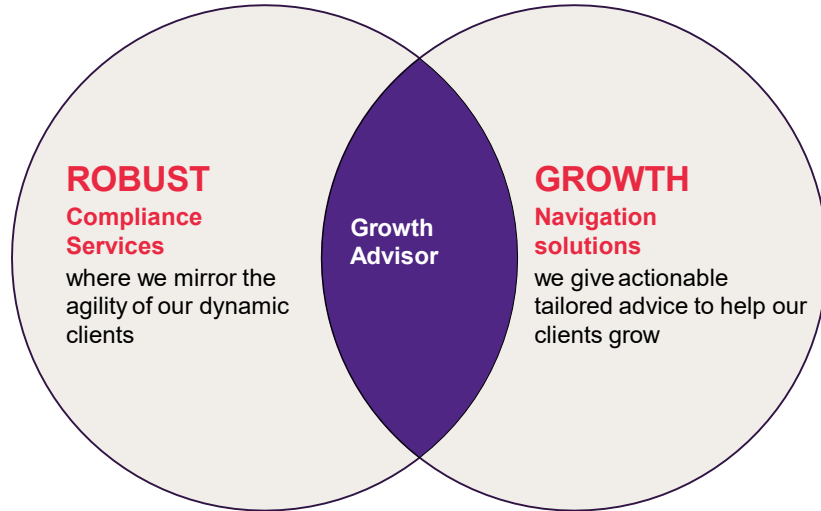 ROBUST
Compliance
Services
where we mirror the
agility of our dynamic
clients
Growth
Advisor
GROWTH
Navigation
solutions
we give actionable
tailored advice to help our
clients grow